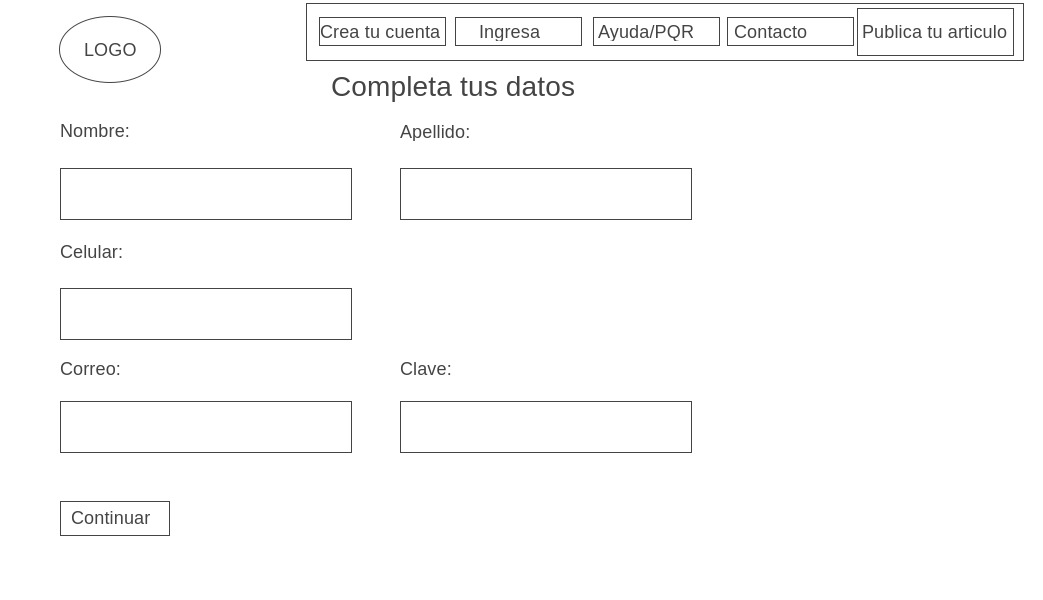 LOGO
Crea tu cuenta
Ingresa
Ayuda/PQR
Contacto
Publica tu articulo
Completa tus datos
Nombre:
Apellido:
Celular:
Correo:
Clave:
Continuar